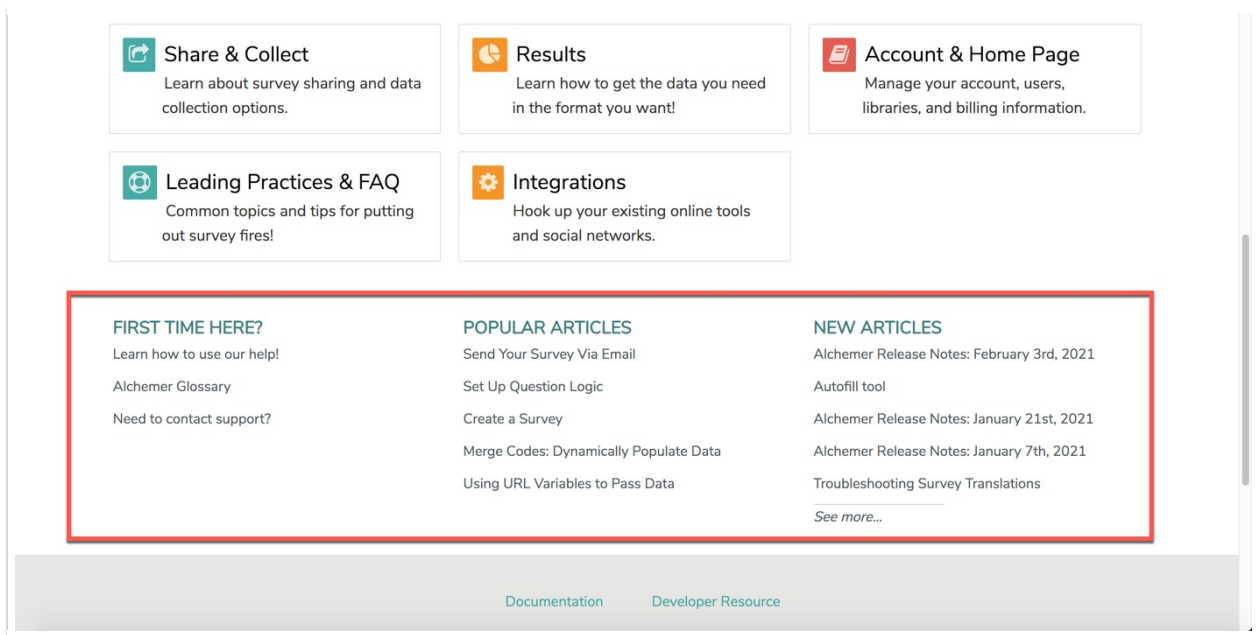 Share & Collect
Learn about survey sharing and data
collection options.
Results
Learn how to get the data you need
in the format you want!
Account & Home Page
Manage your account, users,
libraries, and billing information.
Leading Practices & FAQ
Common topics and tips for putting
out survey fires!
Integrations
Hook up your existing online tools
and social networks.
FIRST TIME HERE?
Learn how to use our help!
Alchemer Glossary
Need to contact support?
POPULAR ARTICLES
Send Your Survey Via Email
Set Up Question Logic
Create a Survey
Merge Codes: Dynamically Populate Data
Using URL Variables to Pass Data
NEW ARTICLES
Alchemer Release Notes: February 3rd, 2021
Autofill tool
Alchemer Release Notes: January 21st, 2021
Alchemer Release Notes: January 7th, 2021
Troubleshooting Survey Translations
See more...
Documentation
Developer Resource